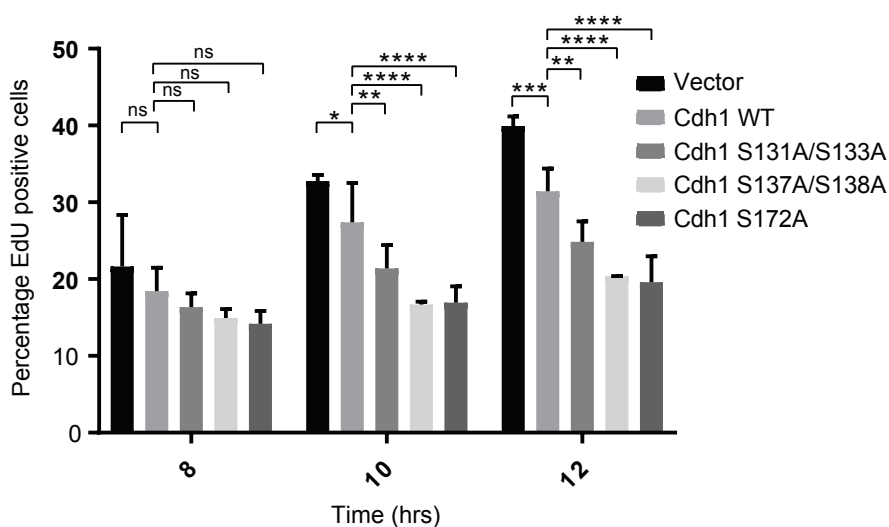 Percentage EdU positive cells
50
40
30
20
10
0
ns
ns
ns
ns
*
**
****
****
***
**
****
****
8
10
12
Time (hrs)
Vector
Cdh1 WT
Cdh1 S131A/S133A
Cdh1 S137A/S138A
Cdh1 S172A